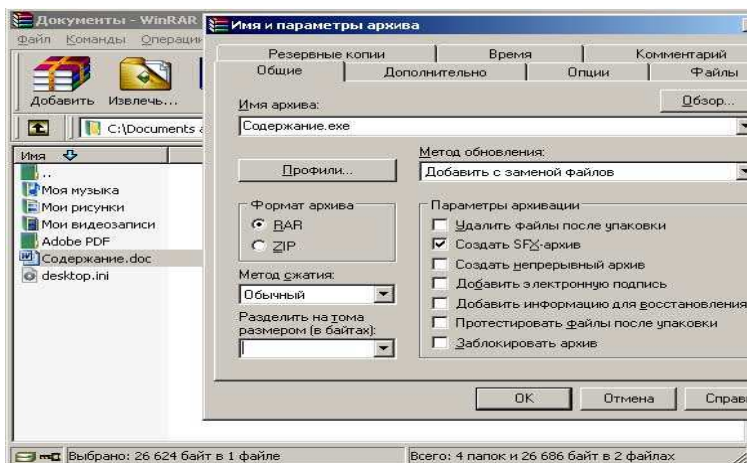 Документы - WinRAR
Файл Команды Операции
Добавить Извлечь...
C:\Documents
Имя
..
Моя музыка
Мои рисунки
Мои видеозаписи
Adobe PDF
Содержание.doc
desktop.ini
Выбрано: 26 624 байт в 1 файле
Всего: 4 папок и 26 686 байт в 2 файлах
Имя и параметры архива
Резервные копии Время Комментарий
Общие Дополнительно Опции Файлы
Имя архива:
Обзор...
Содержание.exe
Профили...
Метод обновления:
Добавить с заменой файлов
Формат архива
RAR
ZIP
Метод сжатия:
Обычный
Разделить на тома
размером (в байтах):
Параметры архивации
Удалить файлы после упаковки
Создать SFX-архив
Создать непрерывный архив
Добавить электронную подпись
Добавить информацию для восстановления
Протестировать файлы после упаковки
Заблокировать архив
OK Отмена Справ